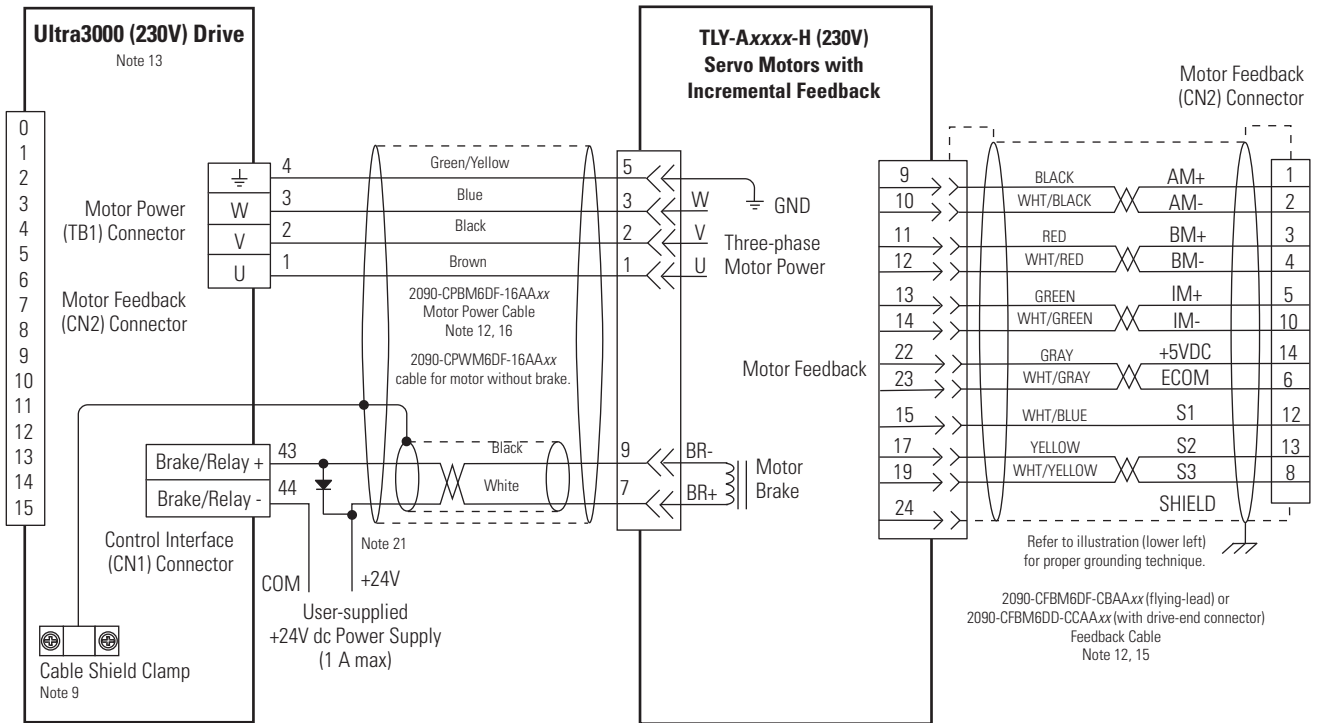 Ultra3000 (230V) Drive
Note 13
0
1
2
3
4
5
6
7
8
9
10
11
12
13
14
15
Motor Power
(TB1) Connector
W
V
U
4
3
2
1
Motor Feedback
(CN2) Connector
Brake/Relay +
Brake/Relay -
43
44
Control Interface
(CN1) Connector
COM
+24V
User-supplied
+24V dc Power Supply
(1 A max)
Cable Shield Clamp
Note 9
Green/Yellow
Blue
Black
Brown
2090-CPBM6DF-16AAxx
Motor Power Cable
Note 12, 16
2090-CPWM6DF-16AAxx
cable for motor without brake.
Black
White
Note 21
TLY-Axxxx-H (230V)
Servo Motors with
Incremental Feedback
5
3
2
1
W
V
U
GND
Three-phase
Motor Power
9
7
BR-
BR+
Motor
Brake
Motor Feedback
9
10
11
12
13
14
22
23
15
17
19
24
Motor Feedback
(CN2) Connector
BLACK AM+ 1
WHT/BLACK AM- 2
RED BM+ 3
WHT/RED BM- 4
GREEN IM+ 5
WHT/GREEN IM- 10
GRAY +5VDC 14
WHT/GRAY ECOM 6
WHT/BLUE S1 12
YELLOW S2 13
WHT/YELLOW S3 8
SHIELD
Refer to illustration (lower left)
for proper grounding technique.
2090-CFBM6DF-CBAAxx (flying-lead) or
2090-CFBM6DD-CCAAxx (with drive-end connector)
Feedback Cable
Note 12, 15